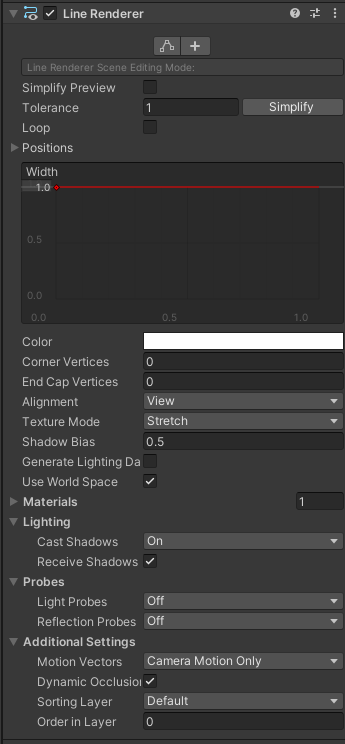 Line Renderer
Line Renderer Scene Editing Mode:
Simplify Preview
Tolerance 1 Simplify
Loop
Positions
Width
1.0
0.5
0.0
0.0 0.5 1.0
Color
Corner Vertices 0
End Cap Vertices 0
Alignment View
Texture Mode Stretch
Shadow Bias 0.5
Generate Lighting Da
Use World Space
Materials 1
Lighting
Cast Shadows On
Receive Shadows
Probes
Light Probes Off
Reflection Probes Off
Additional Settings
Motion Vectors Camera Motion Only
Dynamic Occlusion
Sorting Layer Default
Order in Layer 0